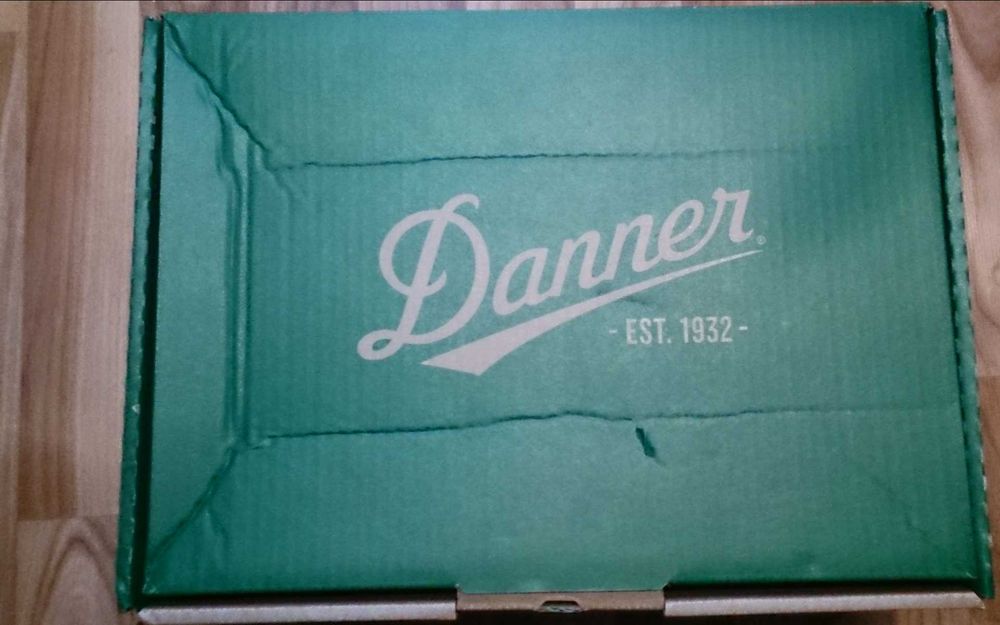 Danner®
- EST. 1932 -